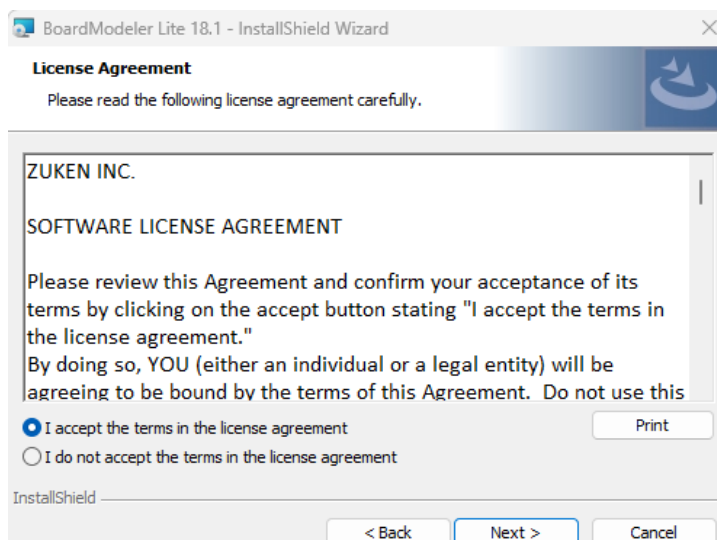 BoardModeler Lite 18.1 - InstallShield Wizard
License Agreement
Please read the following license agreement carefully.
ZUKEN INC.
SOFTWARE LICENSE AGREEMENT
Please review this Agreement and confirm your acceptance of its
terms by clicking on the accept button stating "I accept the terms in
the license agreement."
By doing so, YOU (either an individual or a legal entity) will be
agreeing to be bound by the terms of this Agreement.  Do not use this
I accept the terms in the license agreement
Print
I do not accept the terms in the license agreement
InstallShield
< Back
Next >
Cancel